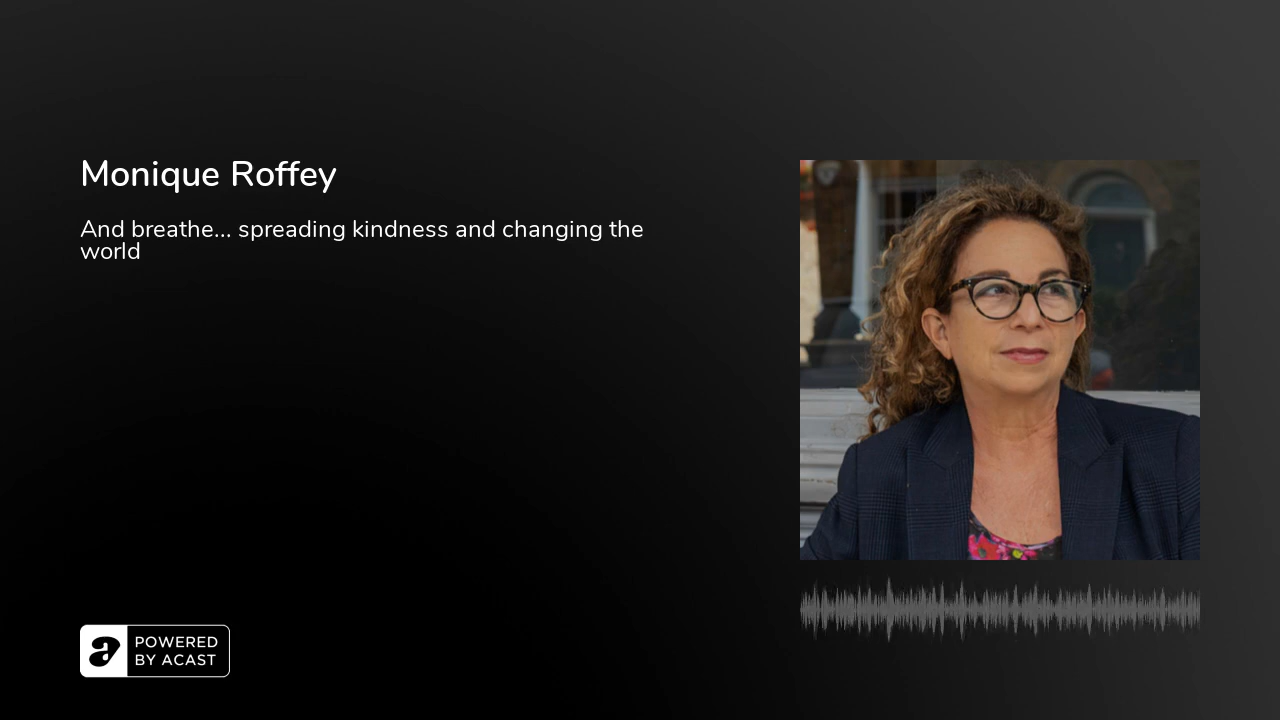 Monique Roffey
And breathe... spreading kindness and changing the
world
POWERED
BY ACAST